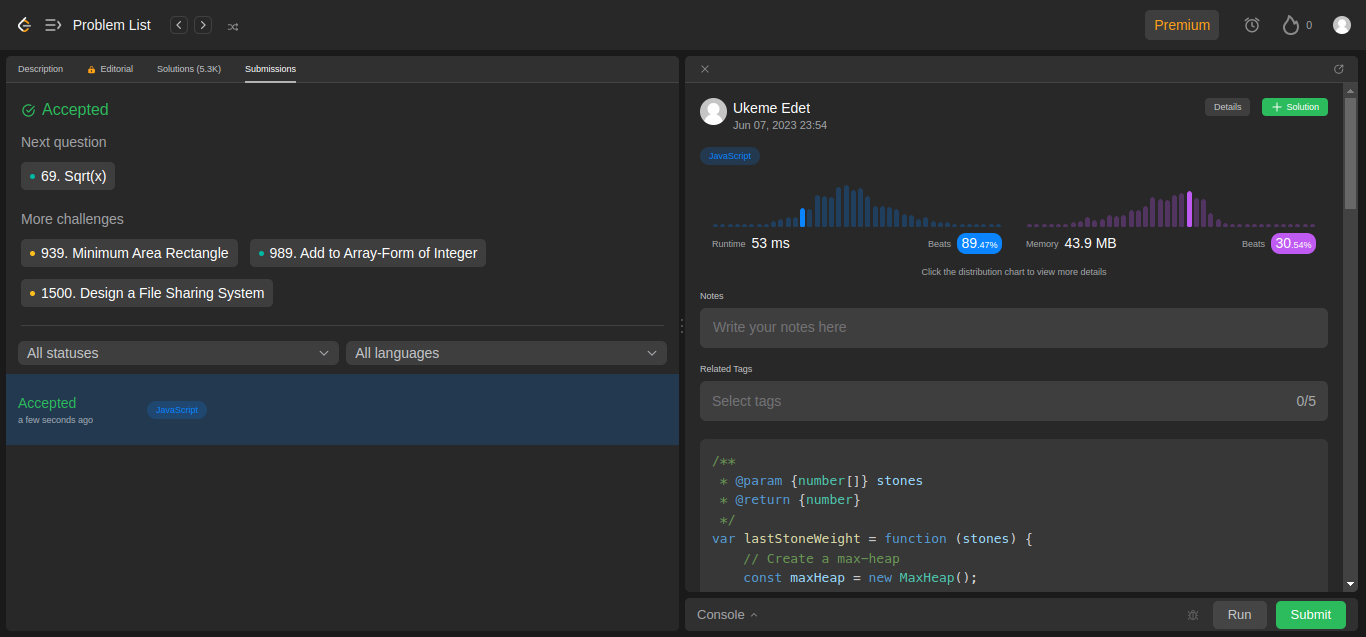 Problem List
Premium
0
Description
Editorial
Solutions (5.3K)
Submissions
Accepted
Next question
69. Sqrt(x)
More challenges
939. Minimum Area Rectangle
989. Add to Array-Form of Integer
1500. Design a File Sharing System
All statuses
All languages
Accepted
a few seconds ago
JavaScript
Ukeme Edet
Jun 07, 2023 23:54
Details
Solution
JavaScript
Runtime 53 ms
Beats 89.47%
Memory 43.9 MB
Beats 30.54%
Click the distribution chart to view more details
Notes
Write your notes here
Related Tags
Select tags
0/5
/**
 * @param {number[]} stones
 * @return {number}
 */
var lastStoneWeight = function (stones) {
    // Create a max-heap
    const maxHeap = new MaxHeap();
Console
Run
Submit